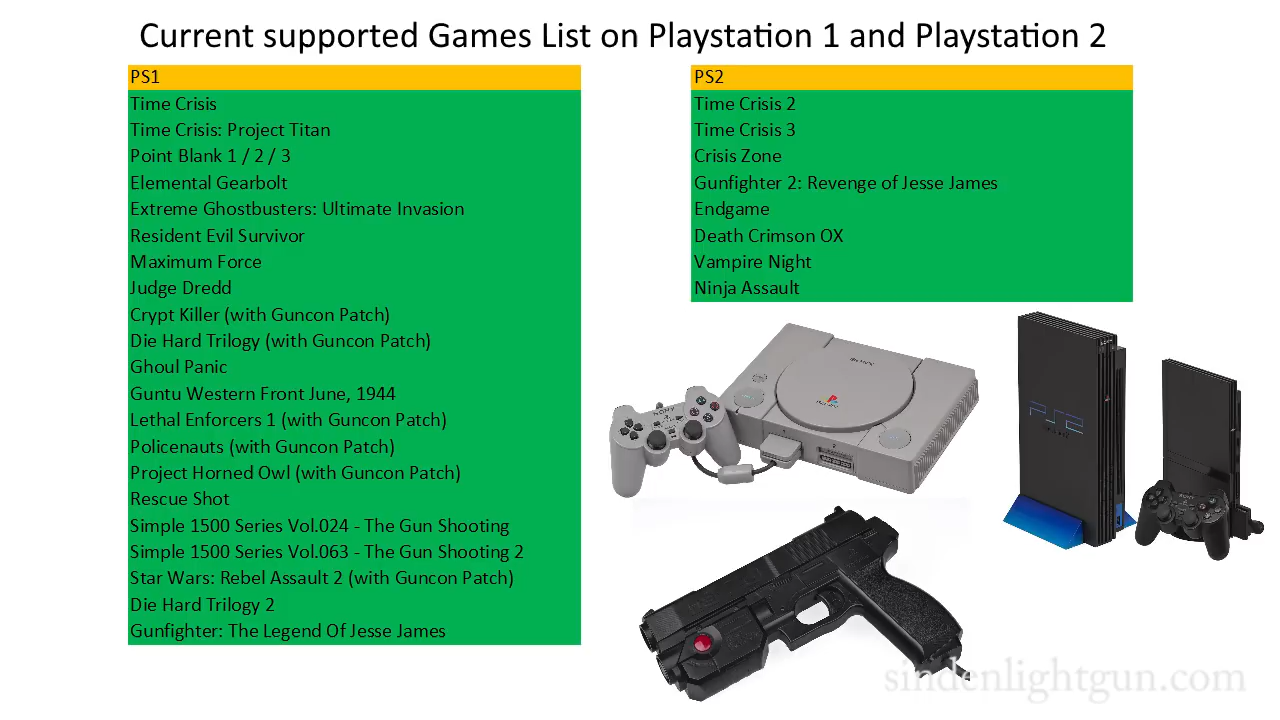 Current supported Games List on Playstation 1 and Playstation 2
PS1
Time Crisis
Time Crisis: Project Titan
Point Blank 1 / 2 / 3
Elemental Gearbolt
Extreme Ghostbusters: Ultimate Invasion
Resident Evil Survivor
Maximum Force
Judge Dredd
Crypt Killer (with Guncon Patch)
Die Hard Trilogy (with Guncon Patch)
Ghoul Panic
Guntu Western Front June, 1944
Lethal Enforcers 1 (with Guncon Patch)
Policenauts (with Guncon Patch)
Project Horned Owl (with Guncon Patch)
Rescue Shot
Simple 1500 Series Vol.024 - The Gun Shooting
Simple 1500 Series Vol.063 - The Gun Shooting 2
Star Wars: Rebel Assault 2 (with Guncon Patch)
Die Hard Trilogy 2
Gunfighter: The Legend Of Jesse James
PS2
Time Crisis 2
Time Crisis 3
Crisis Zone
Gunfighter 2: Revenge of Jesse James
Endgame
Death Crimson OX
Vampire Night
Ninja Assault
SONY
PS2
SONY
sindenlightgun.com